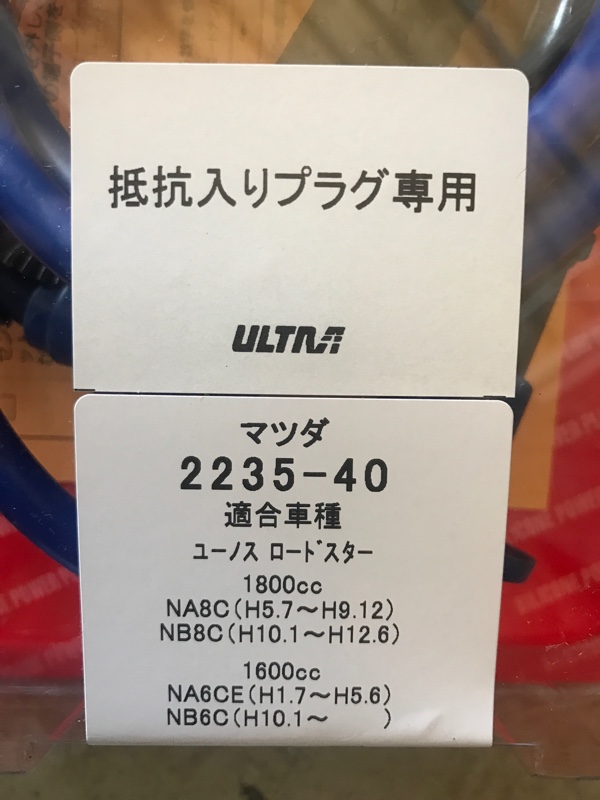 抵抗入りプラグ専用
ULTRA
マツダ
2235-40
適合車種
ユーノス ロードスター
1800cc
NA8C(H5.7〜H9.12)
NB8C(H10.1〜H12.6)
1600cc
NA6CE(H1.7〜H5.6)
NB6C(H10.1〜　　)